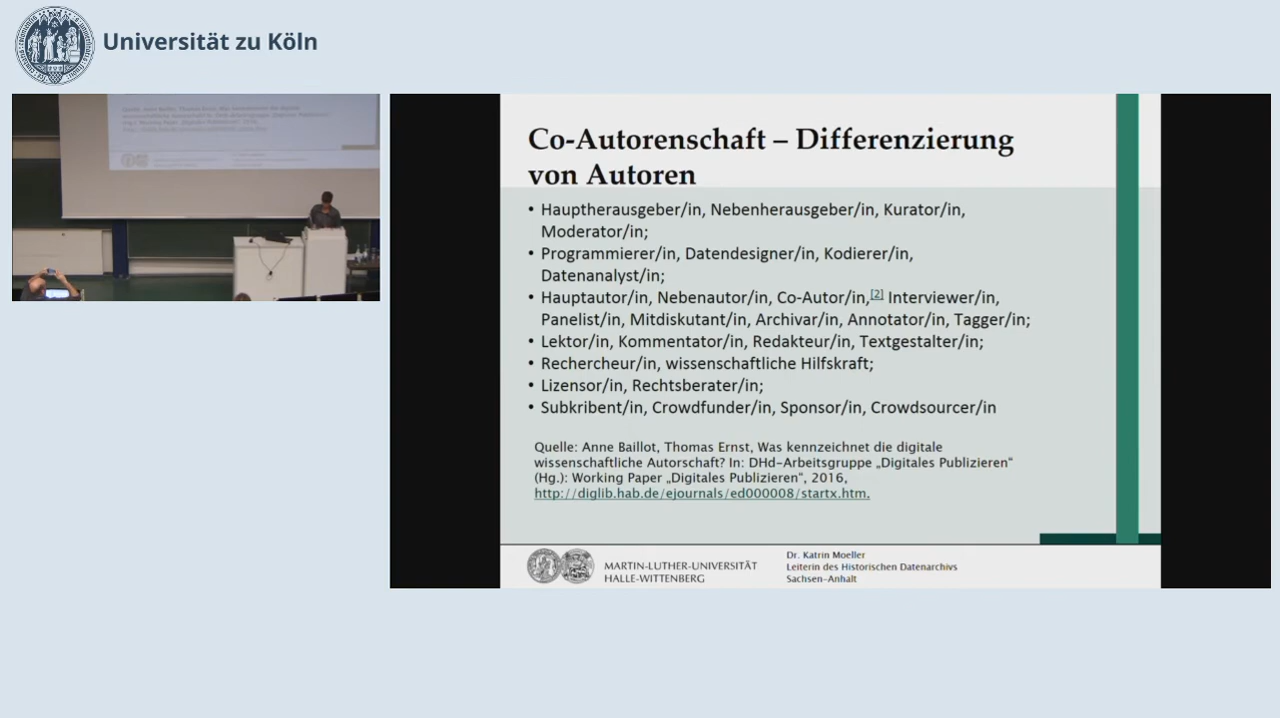 Universität zu Köln
Co-Autorenschaft – Differenzierung
von Autoren
• Hauptherausgeber/in, Nebenherausgeber/in, Kurator/in,
Moderator/in;
• Programmierer/in, Datendesigner/in, Kodierer/in,
Datenanalyst/in;
• Hauptautor/in, Nebenautor/in, Co-Autor/in,[2] Interviewer/in,
Panelist/in, Mitdiskutant/in, Archivar/in, Annotator/in, Tagger/in;
• Lektor/in, Kommentator/in, Redakteur/in, Textgestalter/in;
• Rechercheur/in, wissenschaftliche Hilfskraft;
• Lizensor/in, Rechtsberater/in;
• Subkribent/in, Crowdfunder/in, Sponsor/in, Crowdsourcer/in
Quelle: Anne Baillot, Thomas Ernst, Was kennzeichnet die digitale
wissenschaftliche Autorschaft? In: DHd-Arbeitsgruppe „Digitales Publizieren“
(Hg.): Working Paper „Digitales Publizieren“, 2016,
http://diglib.hab.de/ejournals/ed000008/startx.htm.
MARTIN-LUTHER-UNIVERSITÄT
HALLE-WITTENBERG
Dr. Katrin Moeller
Leiterin des Historischen Datenarchivs
Sachsen-Anhalt